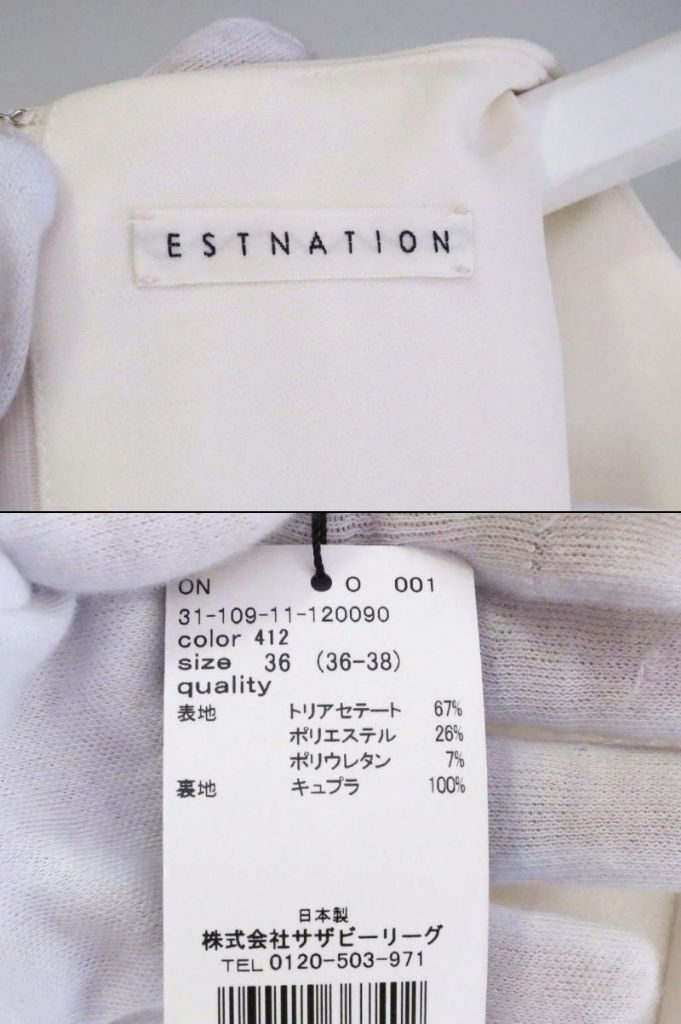 ESTNATION
ON O 001
31-109-11-120090
color 412
size 36 (36-38)
quality
表地 トリアセテート 67%
ポリエステル 26%
ポリウレタン 7%
裏地 キュプラ 100%
日本製
株式会社サザビーリーグ
TEL 0120-503-971